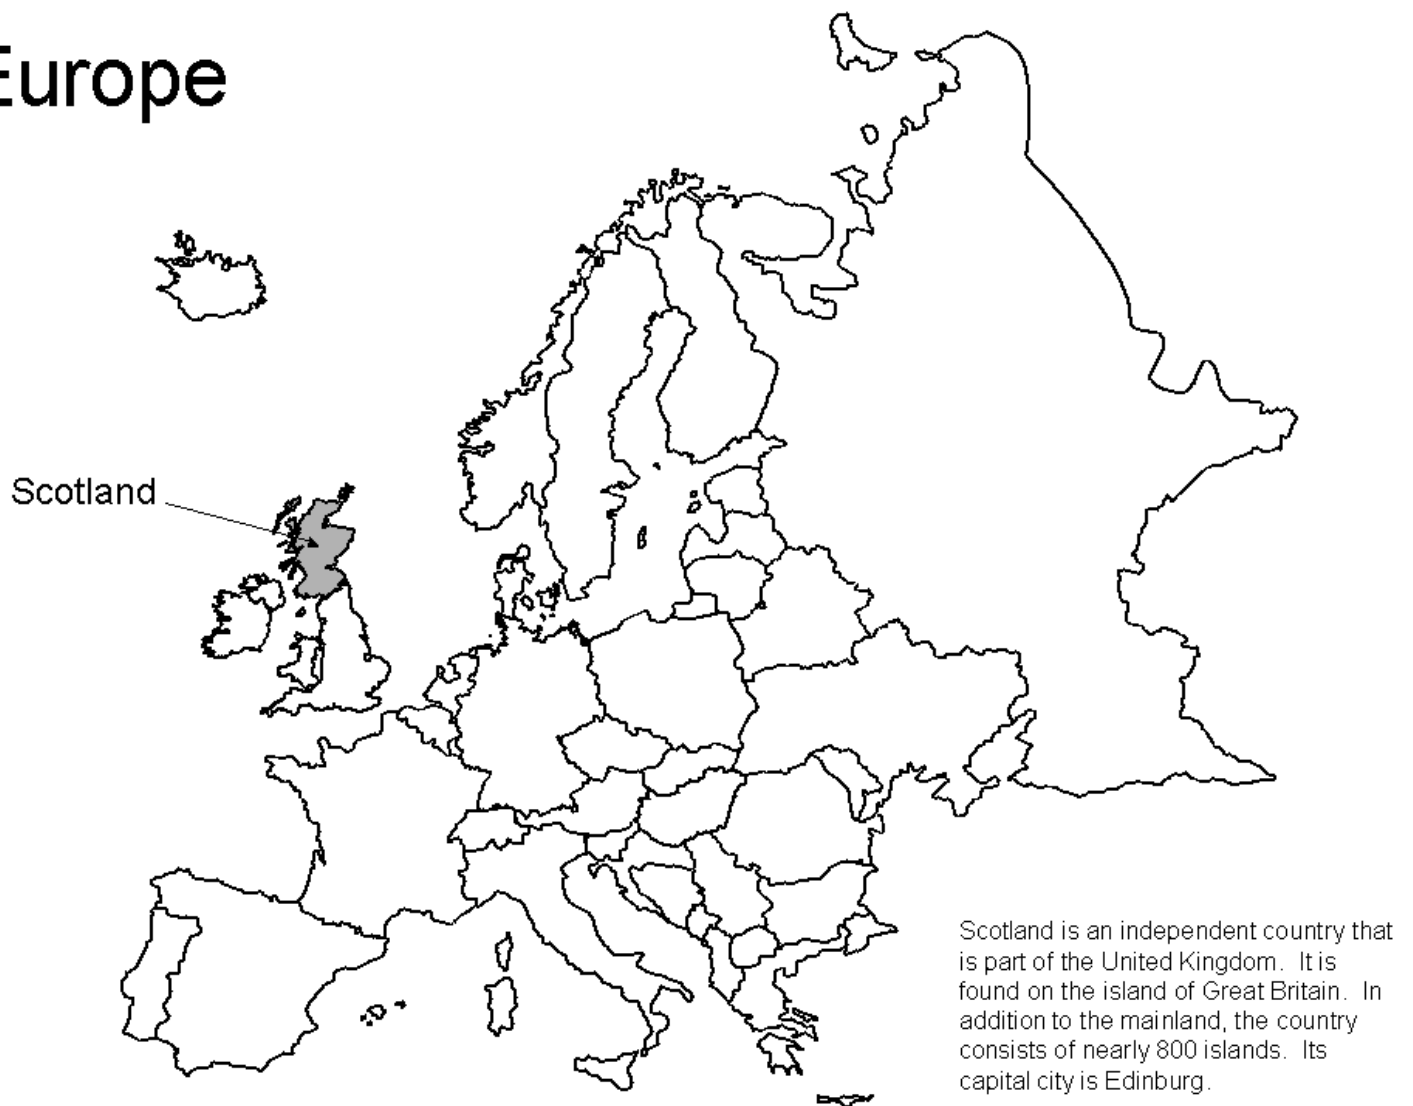 Europe
Scotland
Scotland is an independent country that
is part of the United Kingdom. It is
found on the island of Great Britain. In
addition to the mainland, the country
consists of nearly 800 islands. Its
capital city is Edinburg.